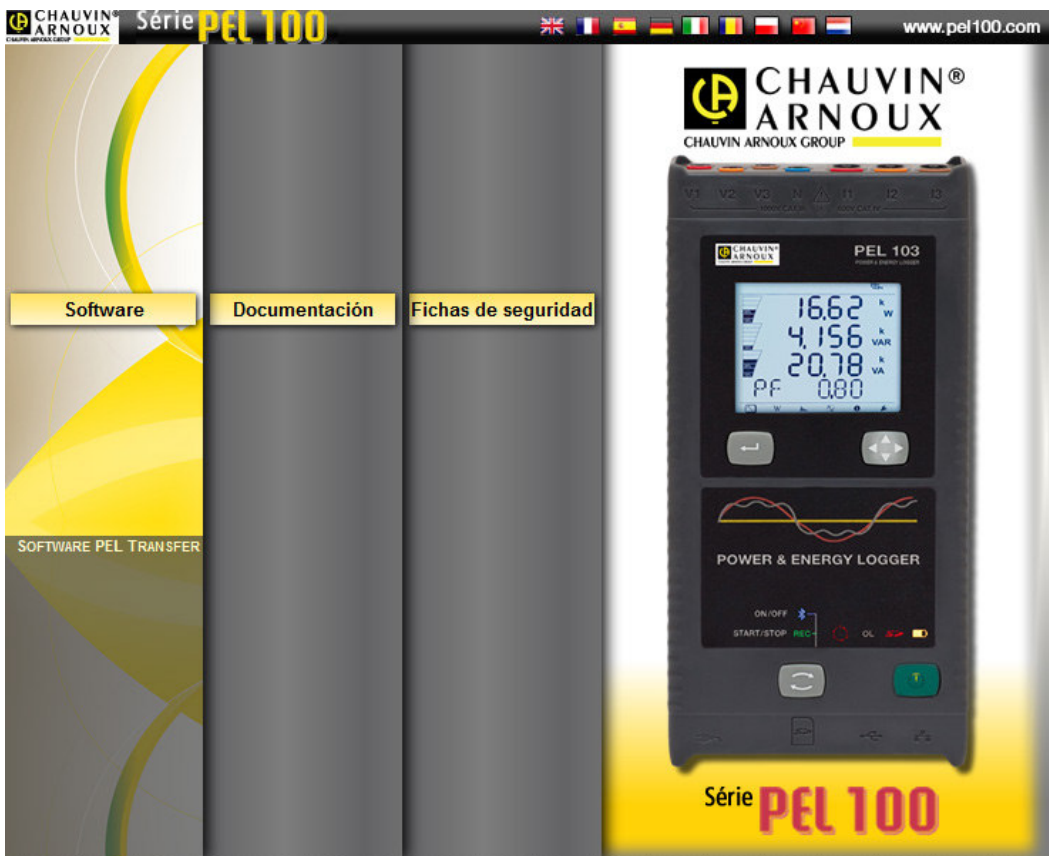 CHAUVIN®
ARNOUX
CHAUVIN ARNOUX GROUP
Série PEL 100
www.pel100.com
CHAUVIN®
ARNOUX
CHAUVIN ARNOUX GROUP
V1 V2 V3 N I1 I2 I3
CHAUVIN®
ARNOUX
PEL 103
POWER & ENERGY LOGGER
16.62 k W
4.156 k VAR
20.78 k VA
PF 0.80
Software
Documentación
Fichas de seguridad
SOFTWARE PEL TRANSFER
POWER & ENERGY LOGGER
ON/OFF
START/STOP REC
OL
Série PEL 100